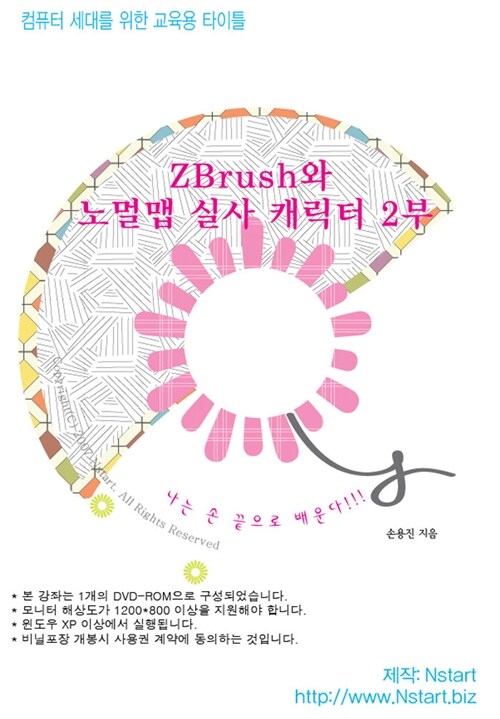 컴퓨터 세대를 위한 교육용 타이틀
ZBrush와
노멀맵 실사 캐릭터 2부
Copyright(c) 2007 Nstart. All Rights Reserved
나는 손 끝으로 배운다!!!
손용진 지음
* 본 강좌는 1개의 DVD-ROM으로 구성되었습니다.
* 모니터 해상도가 1200*800 이상을 지원해야 합니다.
* 윈도우 XP 이상에서 실행됩니다.
* 비닐포장 개봉시 사용권 계약에 동의하는 것입니다.
제작: Nstart
http://www.Nstart.biz